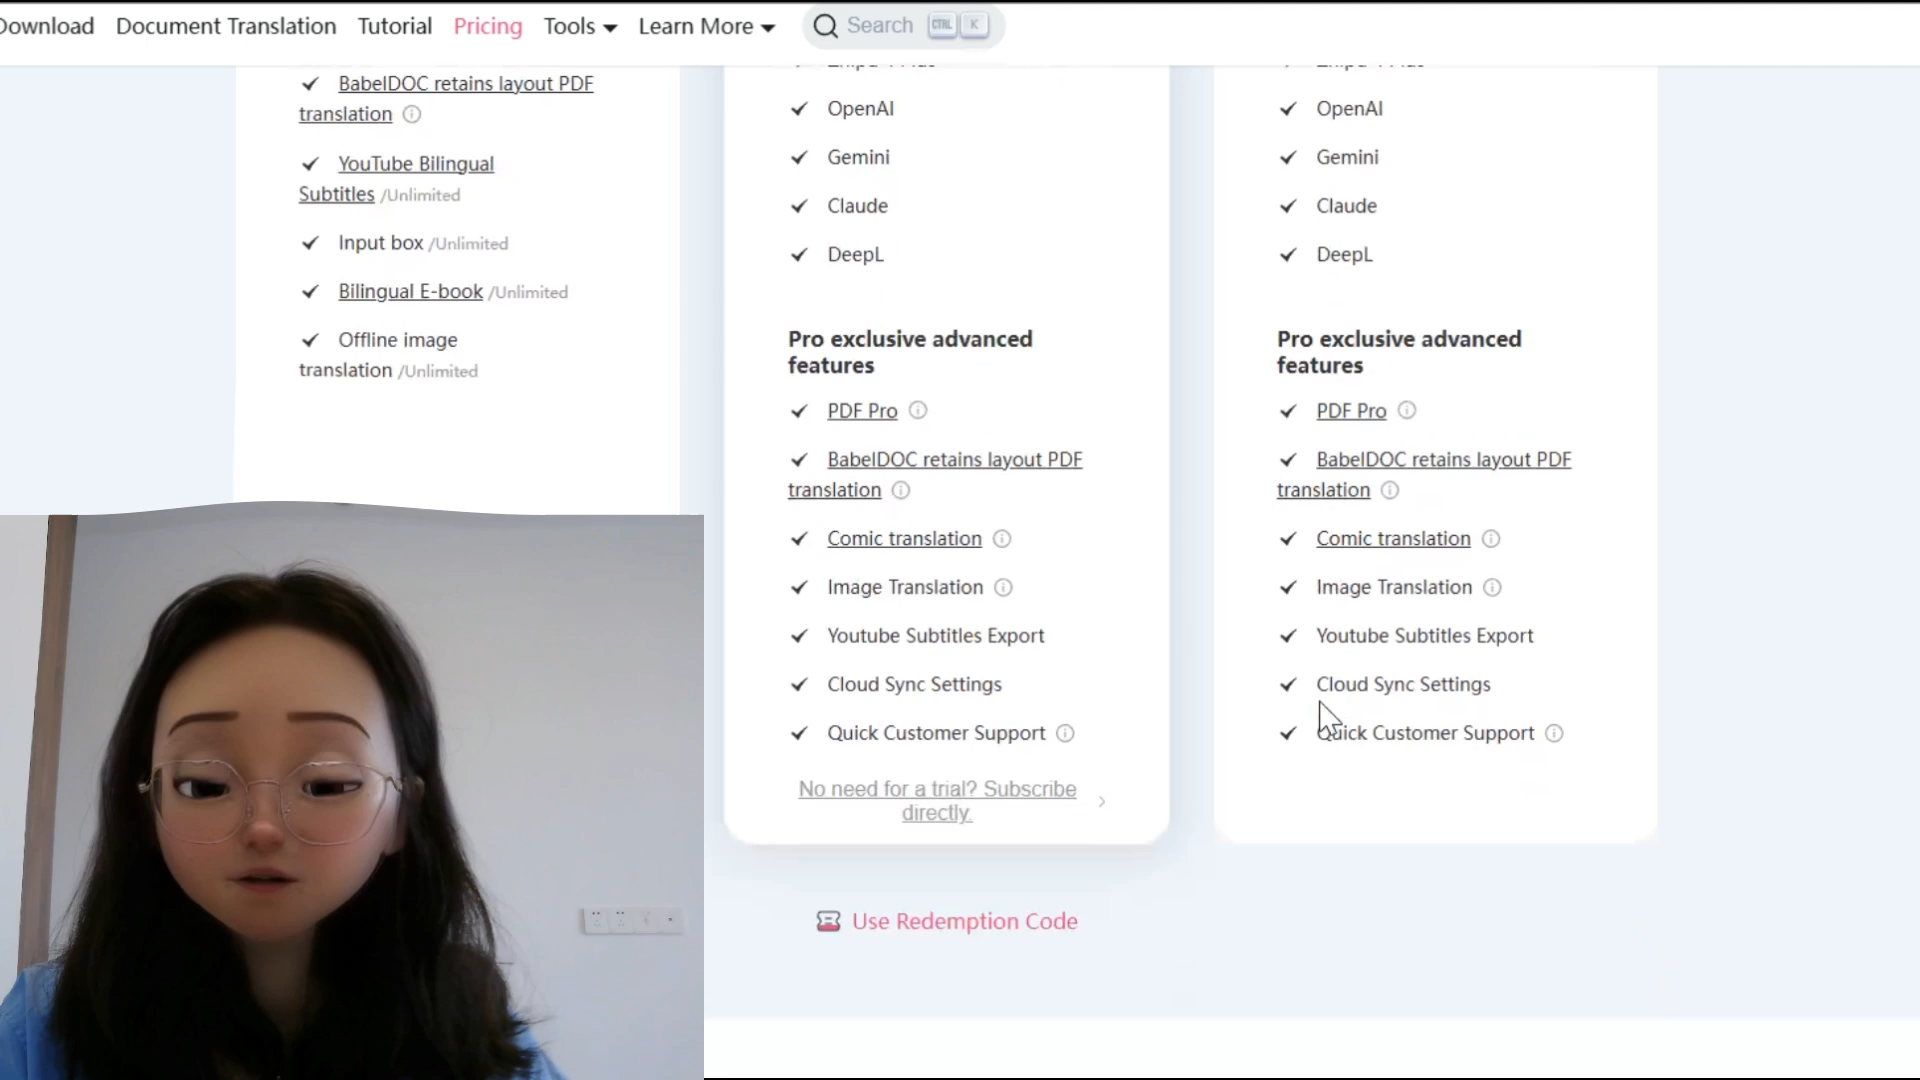 Download Document Translation Tutorial Pricing Tools Learn More Search CTRL K
BabelDOC retains layout PDF
translation
YouTube Bilingual
Subtitles /Unlimited
Input box /Unlimited
Bilingual E-book /Unlimited
Offline image
translation /Unlimited
OpenAI
Gemini
Claude
DeepL
Pro exclusive advanced
features
PDF Pro
BabelDOC retains layout PDF
translation
Comic translation
Image Translation
Youtube Subtitles Export
Cloud Sync Settings
Quick Customer Support
No need for a trial? Subscribe
directly.
OpenAI
Gemini
Claude
DeepL
Pro exclusive advanced
features
PDF Pro
BabelDOC retains layout PDF
translation
Comic translation
Image Translation
Youtube Subtitles Export
Cloud Sync Settings
Quick Customer Support
Use Redemption Code